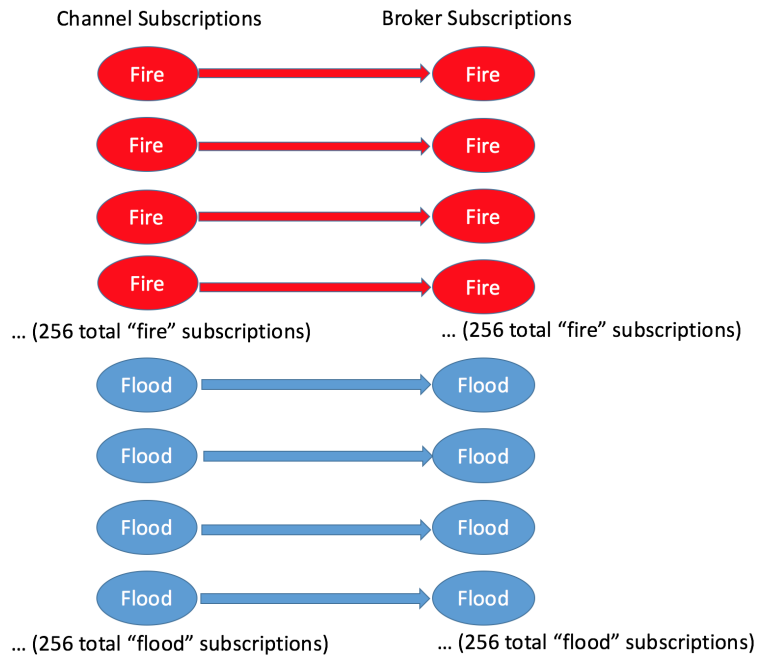 Channel Subscriptions Broker Subscriptions
Fire Fire
Fire Fire
Fire Fire
Fire Fire
... (256 total “fire” subscriptions) ... (256 total “fire” subscriptions)
Flood Flood
Flood Flood
Flood Flood
Flood Flood
... (256 total “flood” subscriptions) ... (256 total “flood” subscriptions)